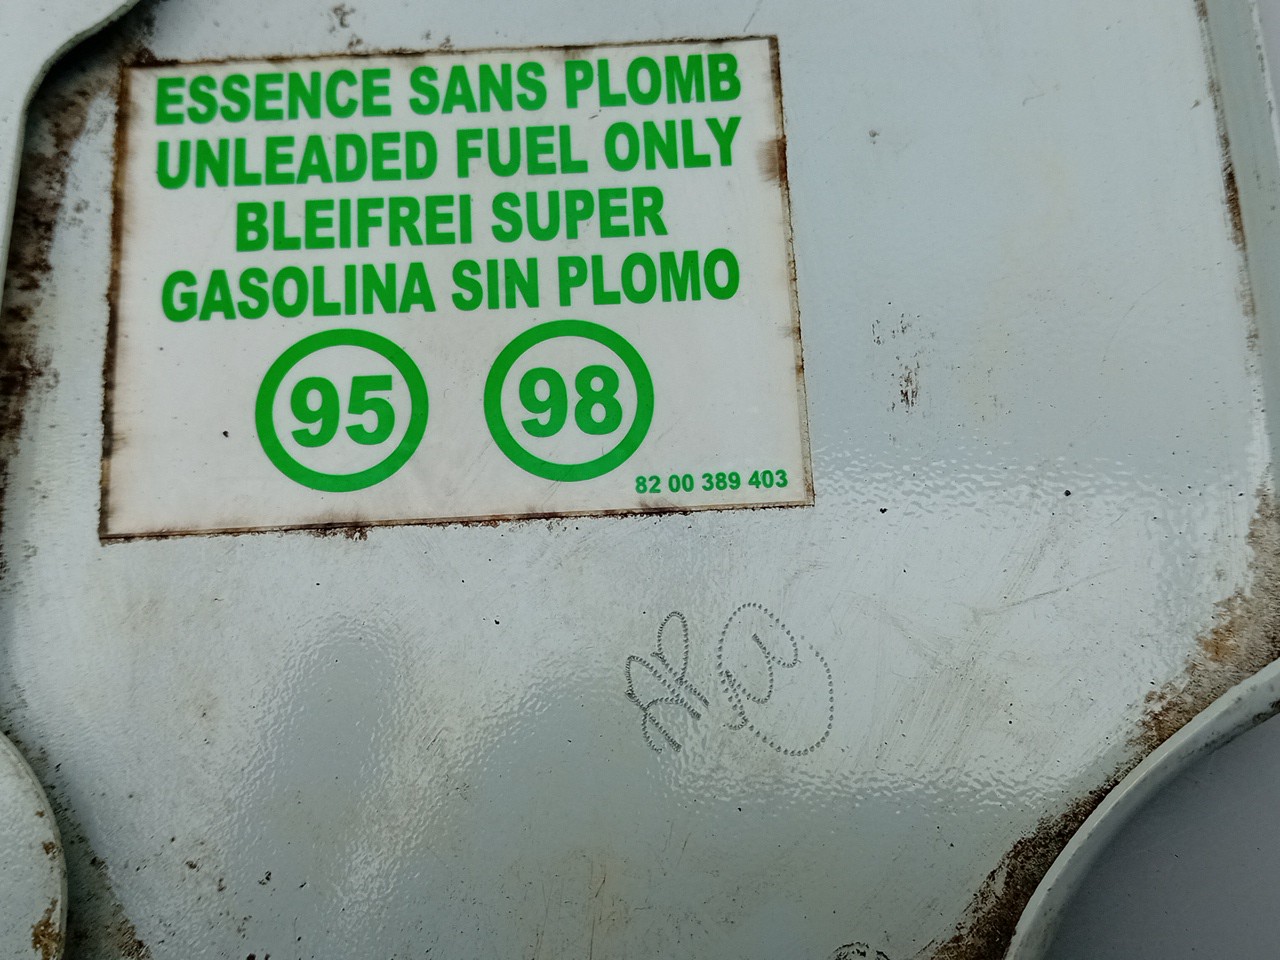 ESSENCE SANS PLOMB
UNLEADED FUEL ONLY
BLEIFREI SUPER
GASOLINA SIN PLOMO
95 98
82 00 389 403